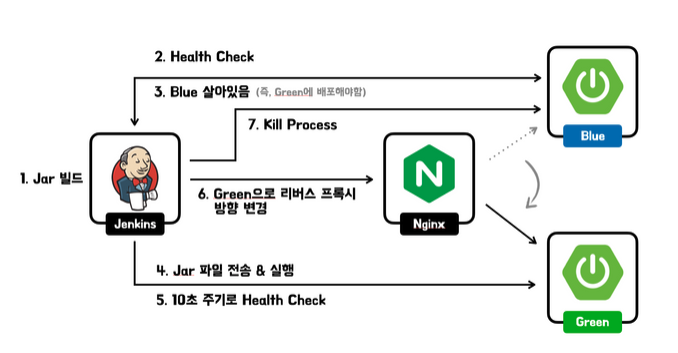 2. Health Check
3. Blue 살아있음 (즉, Green에 배포해야함)
7. Kill Process
Blue
1. Jar 빌드
N
6. Green으로 리버스 프록시
방향 변경
Jenkins
Nginx
4. Jar 파일 전송 & 실행
5. 10초 주기로 Health Check
Green